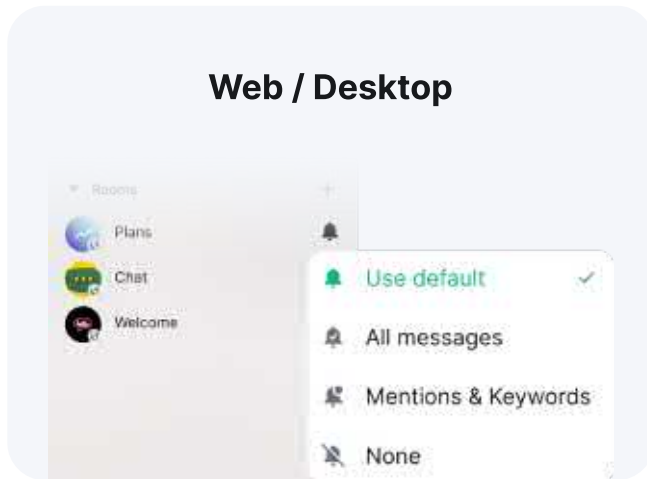 Web / Desktop
Rooms
Plans
Chat
Welcome
Use default
All messages
Mentions & Keywords
None